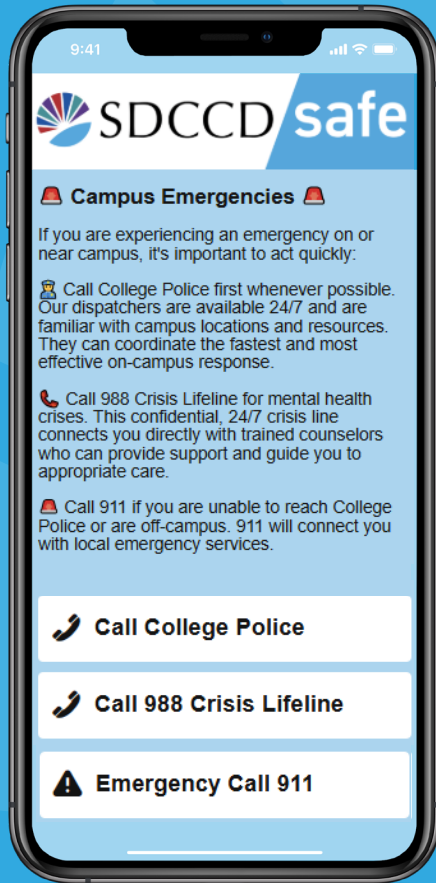 9:41
SDCCD safe
🚨 Campus Emergencies 🚨
If you are experiencing an emergency on or
near campus, it's important to act quickly:
👮 Call College Police first whenever possible.
Our dispatchers are available 24/7 and are
familiar with campus locations and resources.
They can coordinate the fastest and most
effective on-campus response.
📞 Call 988 Crisis Lifeline for mental health
crises. This confidential, 24/7 crisis line
connects you directly with trained counselors
who can provide support and guide you to
appropriate care.
🚨 Call 911 if you are unable to reach College
Police or are off-campus. 911 will connect you
with local emergency services.
Call College Police
Call 988 Crisis Lifeline
Emergency Call 911